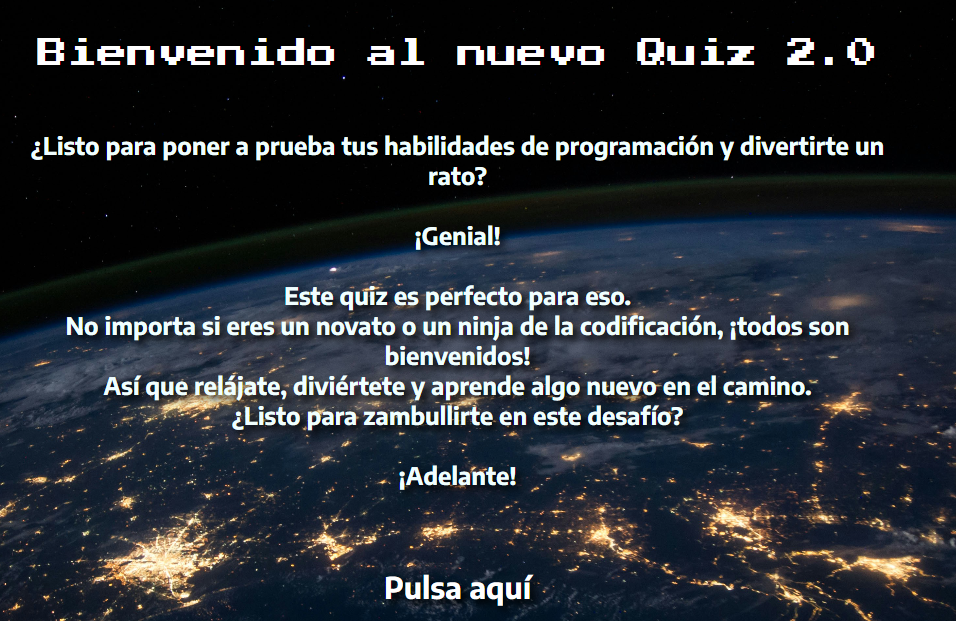 Bienvenido al nuevo Quiz 2.0
¿Listo para poner a prueba tus habilidades de programación y divertirte un
rato?
¡Genial!
Este quiz es perfecto para eso.
No importa si eres un novato o un ninja de la codificación, ¡todos son
bienvenidos!
Así que relájate, diviértete y aprende algo nuevo en el camino.
¿Listo para zambullirte en este desafío?
¡Adelante!
Pulsa aquí